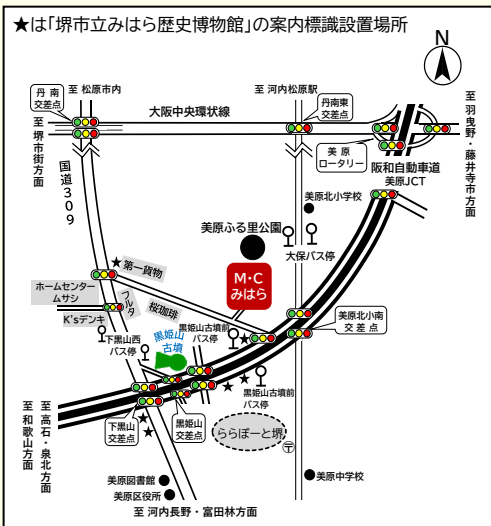 ★は「堺市立みはら歴史博物館」の案内標識設置場所
N
至 松原市内
至 河内松原駅
丹南
交差点
大阪中央環状線
丹南東
交差点
至 堺市街方面
至 羽曳野・藤井寺市方面
美原
ロータリー
阪和自動車道
美原JCT
国道309
美原北小学校
美原ふる里公園
大保バス停
第一貨物
M・C
みはら
ホームセンター
ムサシ
フルタ
桜珈琲
K'sデンキ
黒姫山
古墳
黒姫山古墳前
バス停
美原北小南
交差点
下黒山西
バス停
黒姫山古墳前
バス停
至 高石・泉北方面
至 和歌山方面
下黒山
交差点
黒姫山
交差点
ららぽーと堺
〒
美原図書館
美原区役所
美原中学校
至 河内長野・富田林方面